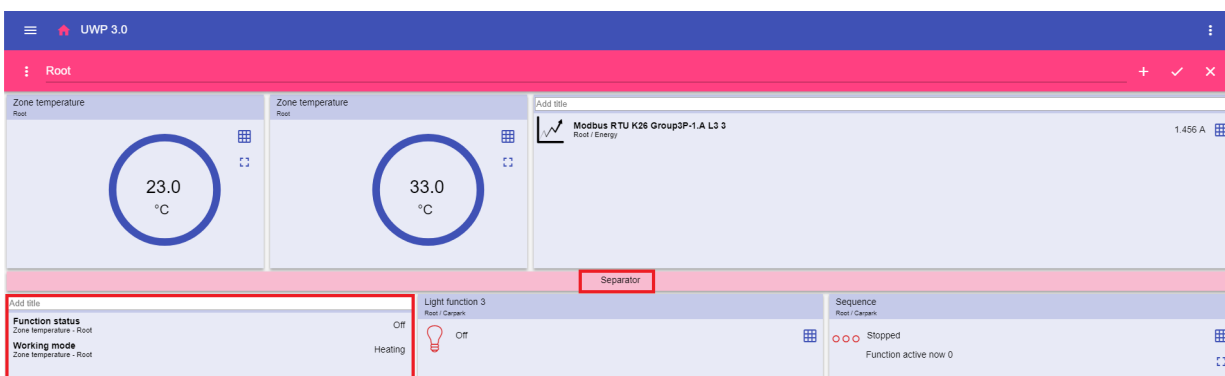 UWP 3.0
Root
Zone temperature
Root
23.0
°C
Zone temperature
Root
33.0
°C
Add title
Modbus RTU K26 Group3P-1.A L3 3
Root / Energy
1.456 A
Separator
Add title
Function status
Zone temperature - Root
Off
Working mode
Zone temperature - Root
Heating
Light function 3
Root / Carpark
Off
Sequence
Root / Carpark
Stopped
Function active now 0